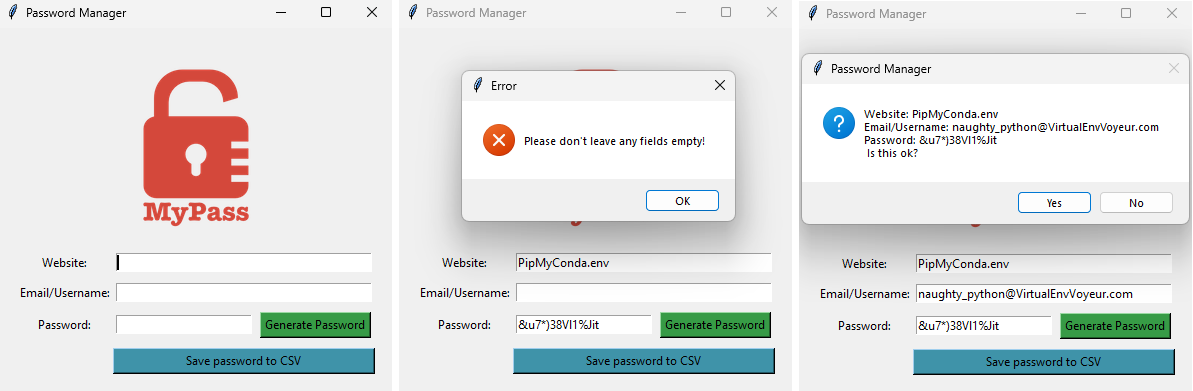 Password Manager
MyPass
Website:
Email/Username:
Password:
Generate Password
Save password to CSV
Password Manager
Error
Please don't leave any fields empty!
OK
Website: PipMyConda.env
Email/Username:
Password: &u7*)38VI1%Jit Generate Password
Save password to CSV
Password Manager
Password Manager
Website: PipMyConda.env
Email/Username: naughty_python@VirtualEnvVoyeur.com
Password: &u7*)38VI1%Jit
Is this ok?
Yes No
Website: PipMyConda.env
Email/Username: naughty_python@VirtualEnvVoyeur.com
Password: &u7*)38VI1%Jit Generate Password
Save password to CSV